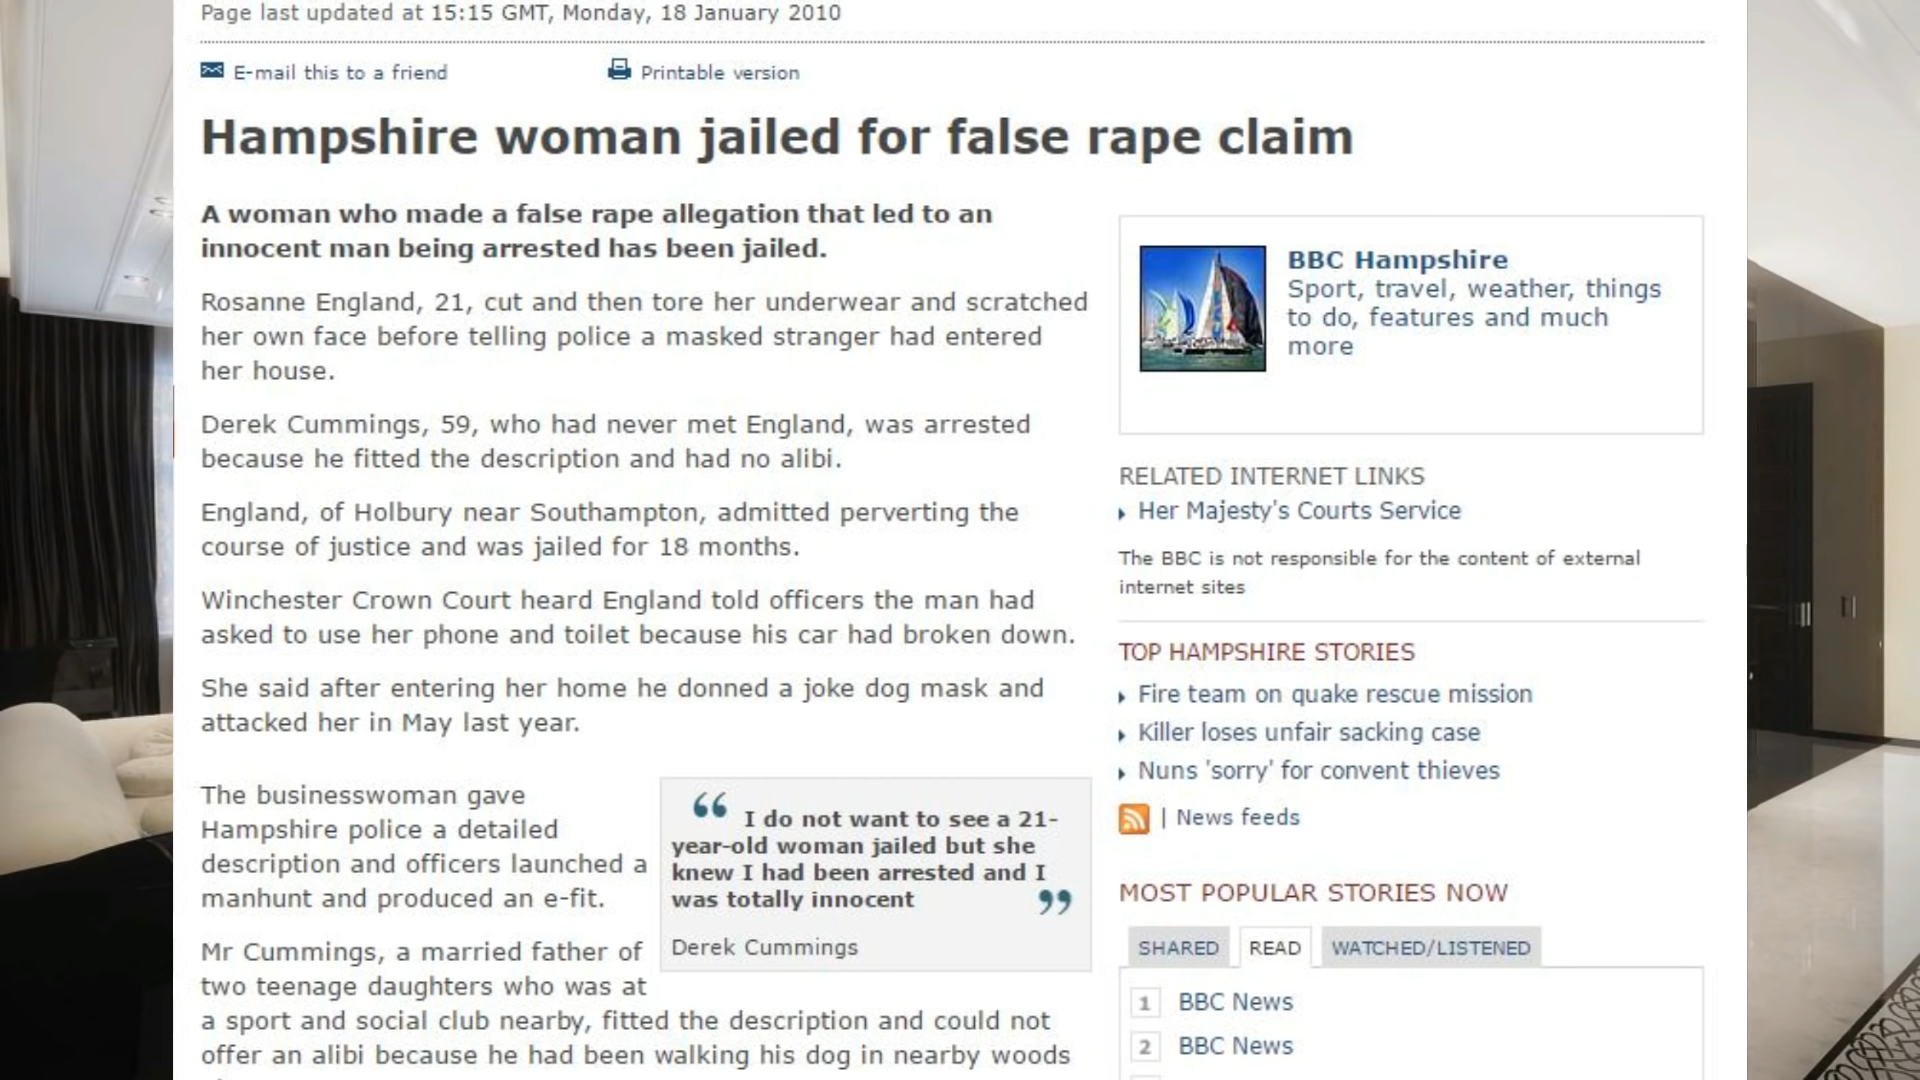 Page last updated at 15:15 GMT, Monday, 18 January 2010
E-mail this to a friend
Printable version
Hampshire woman jailed for false rape claim
A woman who made a false rape allegation that led to an
innocent man being arrested has been jailed.
Rosanne England, 21, cut and then tore her underwear and scratched
her own face before telling police a masked stranger had entered
her house.
Derek Cummings, 59, who had never met England, was arrested
because he fitted the description and had no alibi.
England, of Holbury near Southampton, admitted perverting the
course of justice and was jailed for 18 months.
Winchester Crown Court heard England told officers the man had
asked to use her phone and toilet because his car had broken down.
She said after entering her home he donned a joke dog mask and
attacked her in May last year.
The businesswoman gave
Hampshire police a detailed
description and officers launched a
manhunt and produced an e-fit.
“ I do not want to see a 21-
year-old woman jailed but she
knew I had been arrested and I
was totally innocent ”
Derek Cummings
Mr Cummings, a married father of
two teenage daughters who was at
a sport and social club nearby, fitted the description and could not
offer an alibi because he had been walking his dog in nearby woods
BBC Hampshire
Sport, travel, weather, things
to do, features and much
more
RELATED INTERNET LINKS
Her Majesty's Courts Service
The BBC is not responsible for the content of external
internet sites
TOP HAMPSHIRE STORIES
Fire team on quake rescue mission
Killer loses unfair sacking case
Nuns 'sorry' for convent thieves
| News feeds
MOST POPULAR STORIES NOW
SHARED
READ
WATCHED/LISTENED
1 BBC News
2 BBC News